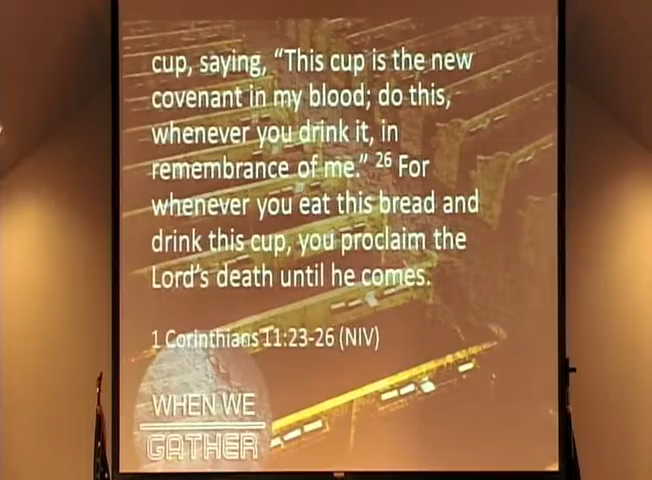 cup, saying, “This cup is the new
covenant in my blood; do this,
whenever you drink it, in
remembrance of me.” 26 For
whenever you eat this bread and
drink this cup, you proclaim the
Lord’s death until he comes.
1 Corinthians 11:23-26 (NIV)
WHEN WE
GATHER